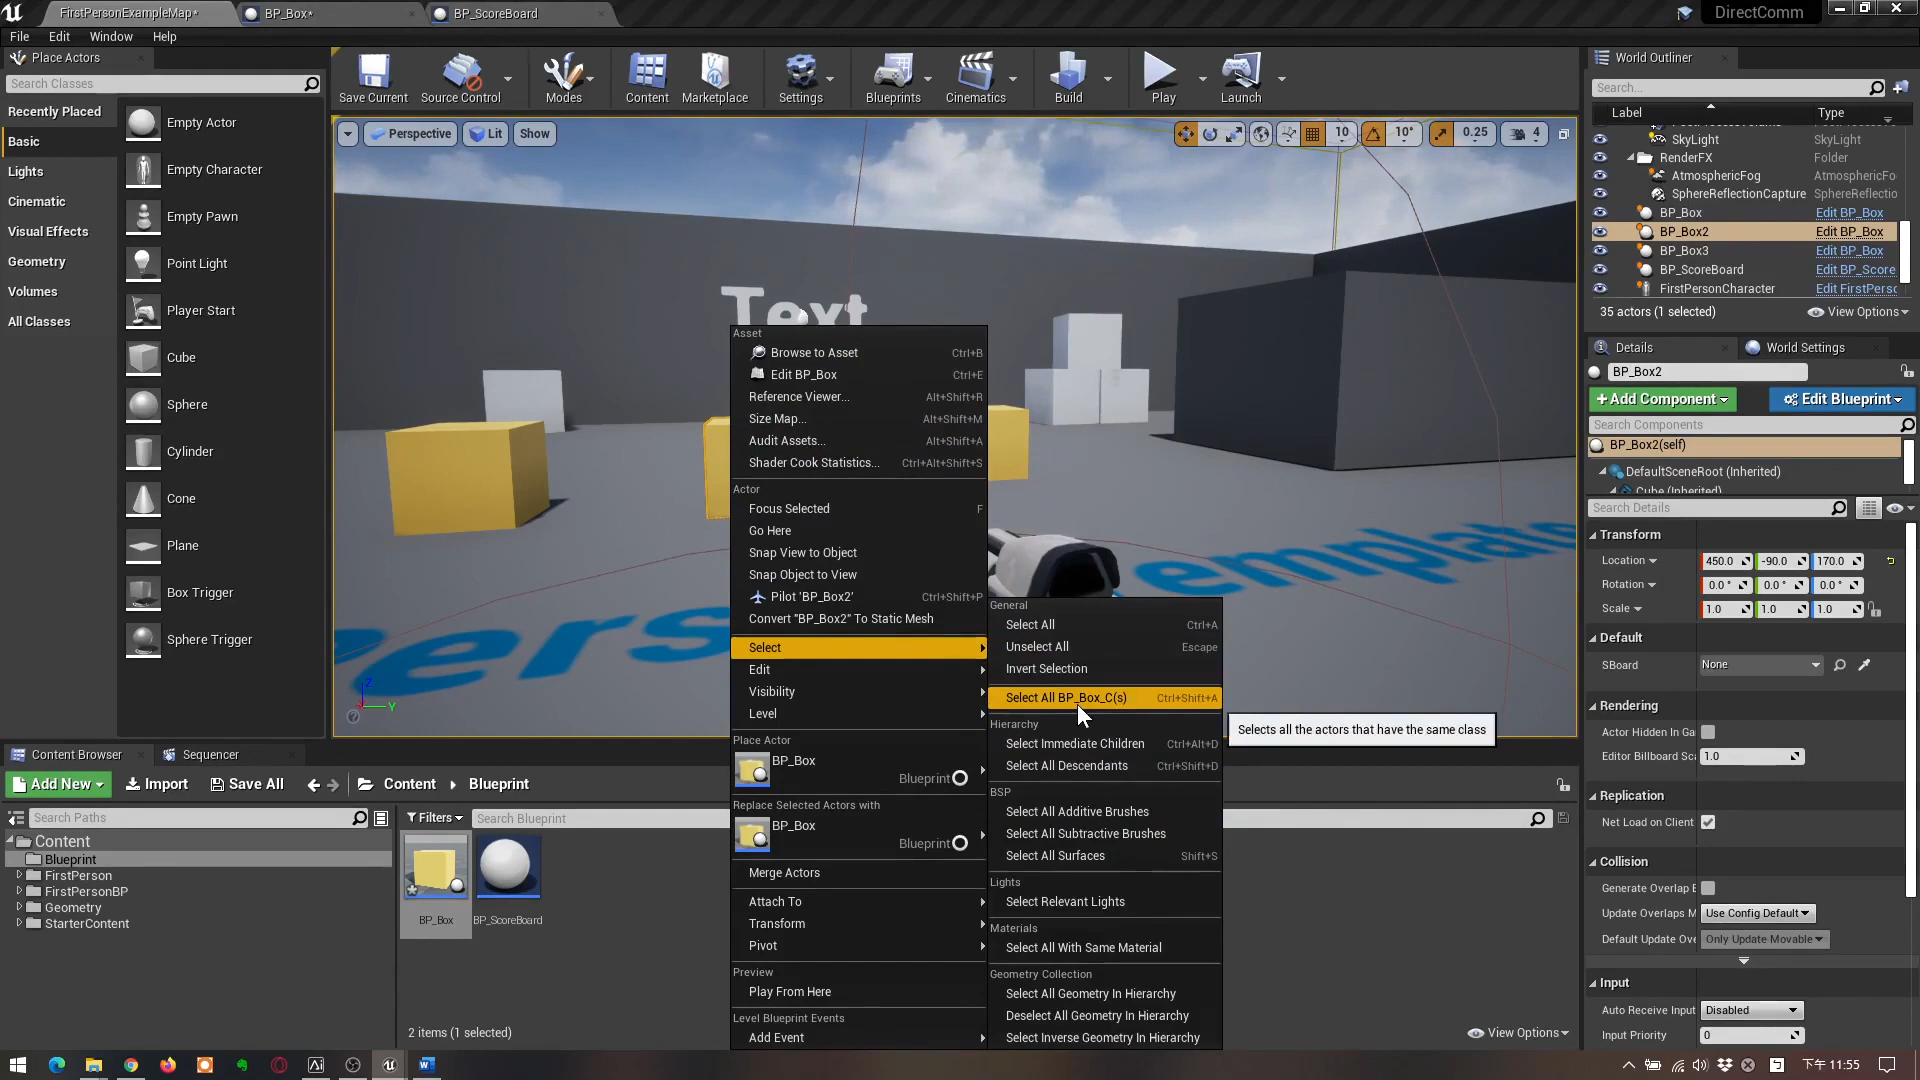 FirstPersonExampleMap*
BP_Box*
BP_ScoreBoard
DirectComm
File Edit Window Help
Place Actors
Search Classes
Recently Placed
Basic
Lights
Cinematic
Visual Effects
Geometry
Volumes
All Classes
Empty Actor
Empty Character
Empty Pawn
Point Light
Player Start
Cube
Sphere
Cylinder
Cone
Plane
Box Trigger
Sphere Trigger
Save Current
Source Control
Modes
Content
Marketplace
Settings
Blueprints
Cinematics
Build
Play
Launch
Perspective
Lit
Show
10
10°
0.25
4
Text
Z
Y
Asset
Browse to Asset Ctrl+B
Edit BP_Box Ctrl+E
Reference Viewer... Alt+Shift+R
Size Map... Alt+Shift+M
Audit Assets... Alt+Shift+A
Shader Cook Statistics... Ctrl+Alt+Shift+S
Actor
Focus Selected F
Go Here
Snap View to Object
Snap Object to View
Pilot 'BP_Box2' Ctrl+Shift+P
Convert "BP_Box2" To Static Mesh
Select
Edit
Visibility
Level
Place Actor
BP_Box
Blueprint
Replace Selected Actors with
BP_Box
Blueprint
Merge Actors
Attach To
Transform
Pivot
Preview
Play From Here
Level Blueprint Events
Add Event
General
Select All Ctrl+A
Unselect All Escape
Invert Selection
Select All BP_Box_C(s) Ctrl+Shift+A
Hierarchy
Select Immediate Children Ctrl+Alt+D
Select All Descendants Ctrl+Shift+D
BSP
Select All Additive Brushes
Select All Subtractive Brushes
Select All Surfaces Shift+S
Lights
Select Relevant Lights
Materials
Select All With Same Material
Geometry Collection
Select All Geometry In Hierarchy
Deselect All Geometry In Hierarchy
Select Inverse Geometry In Hierarchy
Selects all the actors that have the same class
World Outliner
Search...
Label Type
SkyLight SkyLight
RenderFX Folder
AtmosphericFog AtmosphericFo
SphereReflectionCapture SphereReflectio
BP_Box Edit BP_Box
BP_Box2 Edit BP_Box
BP_Box3 Edit BP_Box
BP_ScoreBoard Edit BP_Score
FirstPersonCharacter Edit FirstPerso
35 actors (1 selected) View Options
Details
World Settings
BP_Box2
+Add Component
Edit Blueprint
Search Components
BP_Box2(self)
DefaultSceneRoot (Inherited)
Cube (Inherited)
Search Details
Transform
Location 450.0 -90.0 170.0
Rotation 0.0° 0.0° 0.0°
Scale 1.0 1.0 1.0
Default
SBoard None
Rendering
Actor Hidden In Ga
Editor Billboard Sc 1.0
Replication
Net Load on Client
Collision
Generate Overlap E
Update Overlaps M Use Config Default
Default Update Ove Only Update Movable
Input
Auto Receive Input Disabled
Input Priority 0
Content Browser
Sequencer
Add New
Import
Save All
Content
Blueprint
Search Paths
Filters
Search Blueprint
Content
Blueprint
FirstPerson
FirstPersonBP
Geometry
StarterContent
BP_Box
BP_ScoreBoard
2 items (1 selected)
View Options
下午 11:55